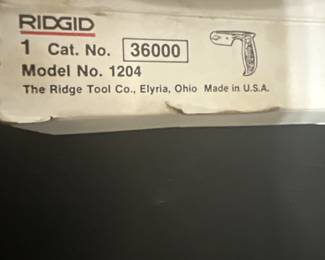 RIDGID
1 Cat. No. 36000
Model No. 1204
The Ridge Tool Co., Elyria, Ohio Made in U.S.A.